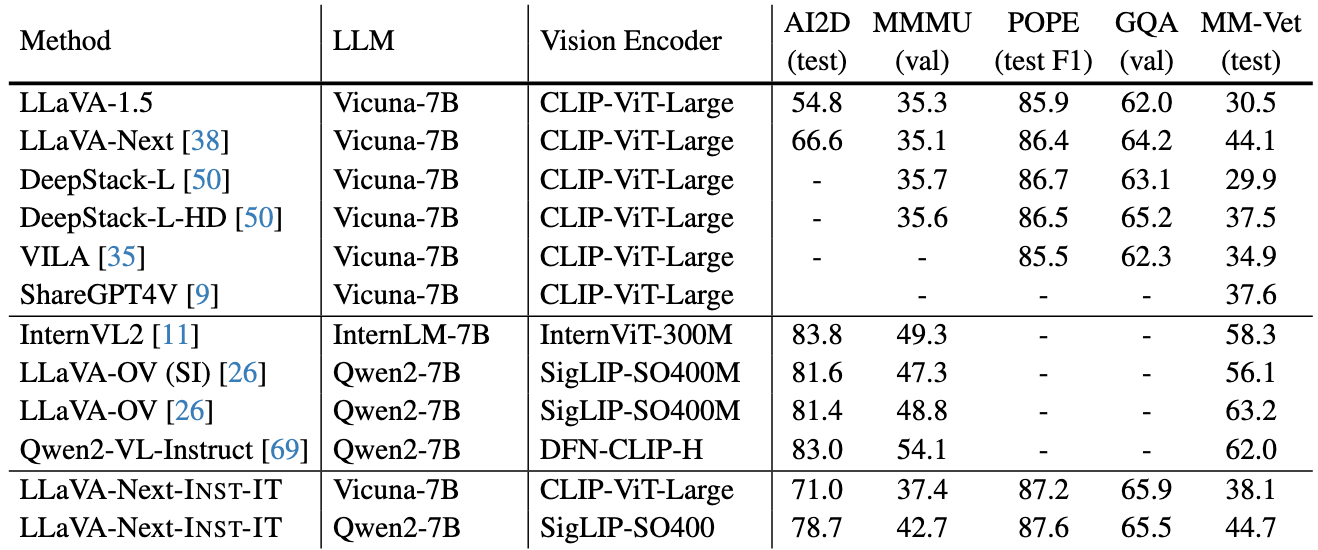 Method LLM Vision Encoder AI2D MMMU POPE GQA MM-Vet
(test) (val) (test F1) (val) (test)
LLaVA-1.5 Vicuna-7B CLIP-ViT-Large 54.8 35.3 85.9 62.0 30.5
LLaVA-Next [38] Vicuna-7B CLIP-ViT-Large 66.6 35.1 86.4 64.2 44.1
DeepStack-L [50] Vicuna-7B CLIP-ViT-Large - 35.7 86.7 63.1 29.9
DeepStack-L-HD [50] Vicuna-7B CLIP-ViT-Large - 35.6 86.5 65.2 37.5
VILA [35] Vicuna-7B CLIP-ViT-Large - - 85.5 62.3 34.9
ShareGPT4V [9] Vicuna-7B CLIP-ViT-Large - - - 37.6
InternVL2 [11] InternLM-7B InternViT-300M 83.8 49.3 - - 58.3
LLaVA-OV (SI) [26] Qwen2-7B SigLIP-SO400M 81.6 47.3 - - 56.1
LLaVA-OV [26] Qwen2-7B SigLIP-SO400M 81.4 48.8 - - 63.2
Qwen2-VL-Instruct [69] Qwen2-7B DFN-CLIP-H 83.0 54.1 - - 62.0
LLaVA-Next-INST-IT Vicuna-7B CLIP-ViT-Large 71.0 37.4 87.2 65.9 38.1
LLaVA-Next-INST-IT Qwen2-7B SigLIP-SO400 78.7 42.7 87.6 65.5 44.7